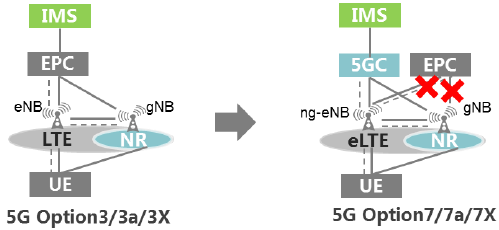 IMS
EPC
eNB
gNB
LTE
NR
UE
5G Option3/3a/3X
IMS
5GC
EPC
ng-eNB
gNB
eLTE
NR
UE
5G Option7/7a/7X